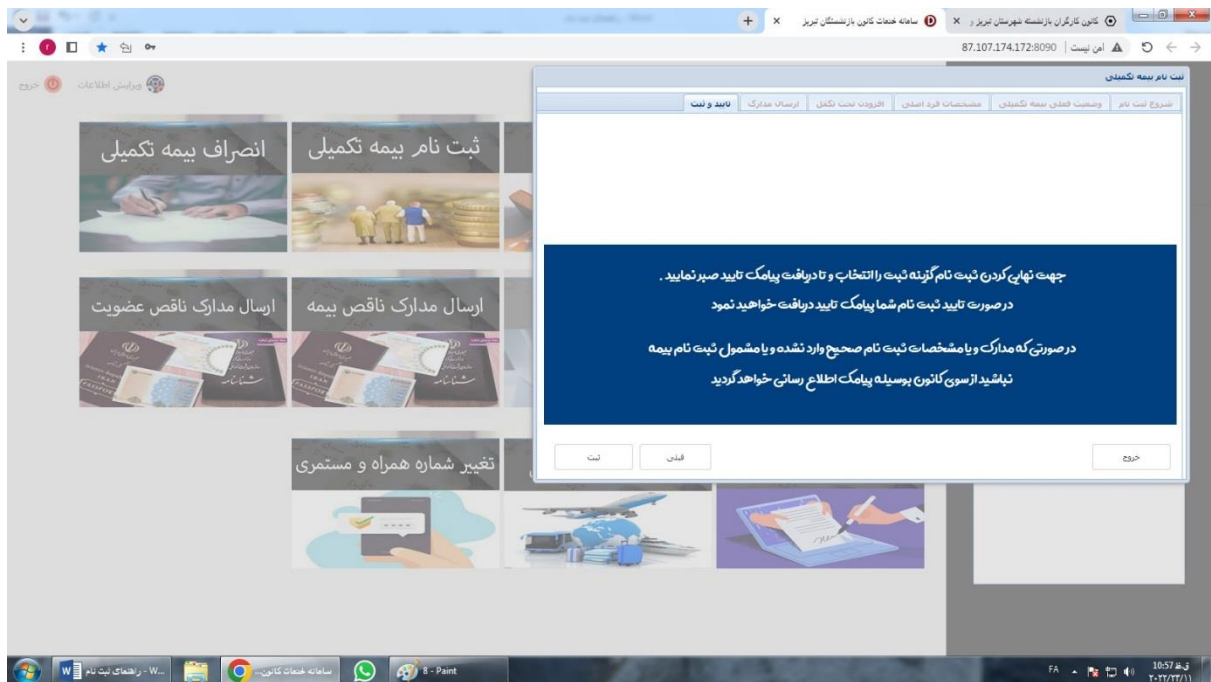 کانون کارگران بازنشسته شهرستان تبریز
سامانه خدمات کانون بازنشستگان تبریز
87.107.174.172:8090
امن نیست
ویرایش اطلاعات
خروج
ثبت نام بیمه تکمیلی
شروع ثبت نام
وضعیت فعلی بیمه تکمیلی
مشخصات فرد اصلی
افزودن تحت تکفل
ارسال مدارک
تایید و ثبت
ثبت نام بیمه تکمیلی
انصراف بیمه تکمیلی
جهت نهایی کردن ثبت نام گزینه ثبت را انتخاب و تا دریافت پیامک تایید صبر نمایید .
در صورت تایید ثبت نام شما پیامک تایید دریافت خواهید نمود
در صورتی که مدارک و یا مشخصات ثبت نام صحیح وارد نشده و یا مشمول ثبت نام بیمه
نباشید از سوی کانون بوسیله پیامک اطلاع رسانی خواهد گردید
ارسال مدارک ناقص بیمه
ارسال مدارک ناقص عضویت
خروج
قبلی
ثبت
تغییر شماره همراه و مستمری
راهنمای ثبت نام - W...
سامانه خدمات کانون...
8 - Paint
FA
10:57 ق.ظ